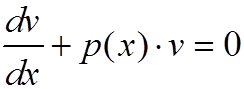 dv/dx + p(x)·v = 0